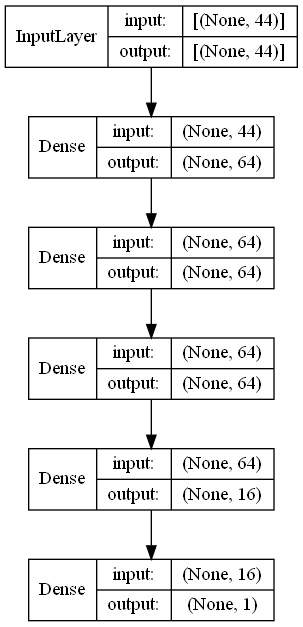 InputLayer input: [(None, 44)]
output: [(None, 44)]
Dense input: (None, 44)
output: (None, 64)
Dense input: (None, 64)
output: (None, 64)
Dense input: (None, 64)
output: (None, 64)
Dense input: (None, 64)
output: (None, 16)
Dense input: (None, 16)
output: (None, 1)